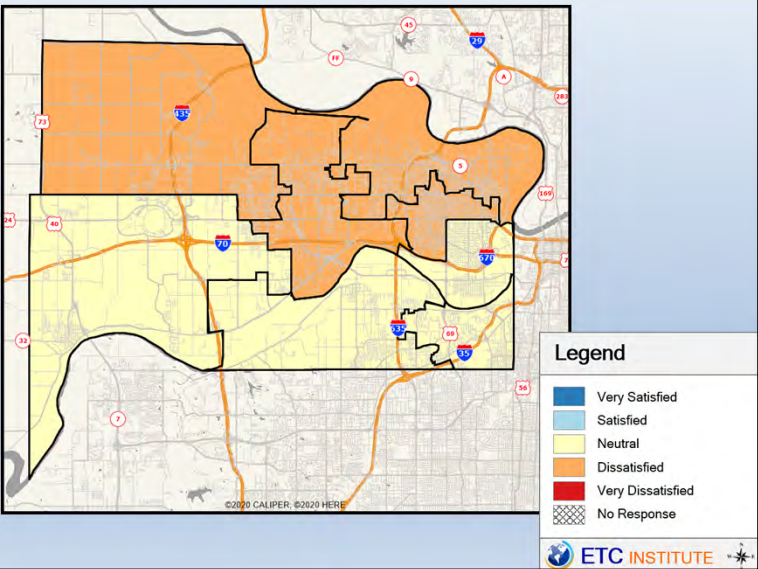 45
29
FF
9
A
283
435
73
5
169
24
40
70
670
7
32
635
69
35
56
7
©2020 CALIPER; ©2020 HERE
Legend
Very Satisfied
Satisfied
Neutral
Dissatisfied
Very Dissatisfied
No Response
ETC INSTITUTE